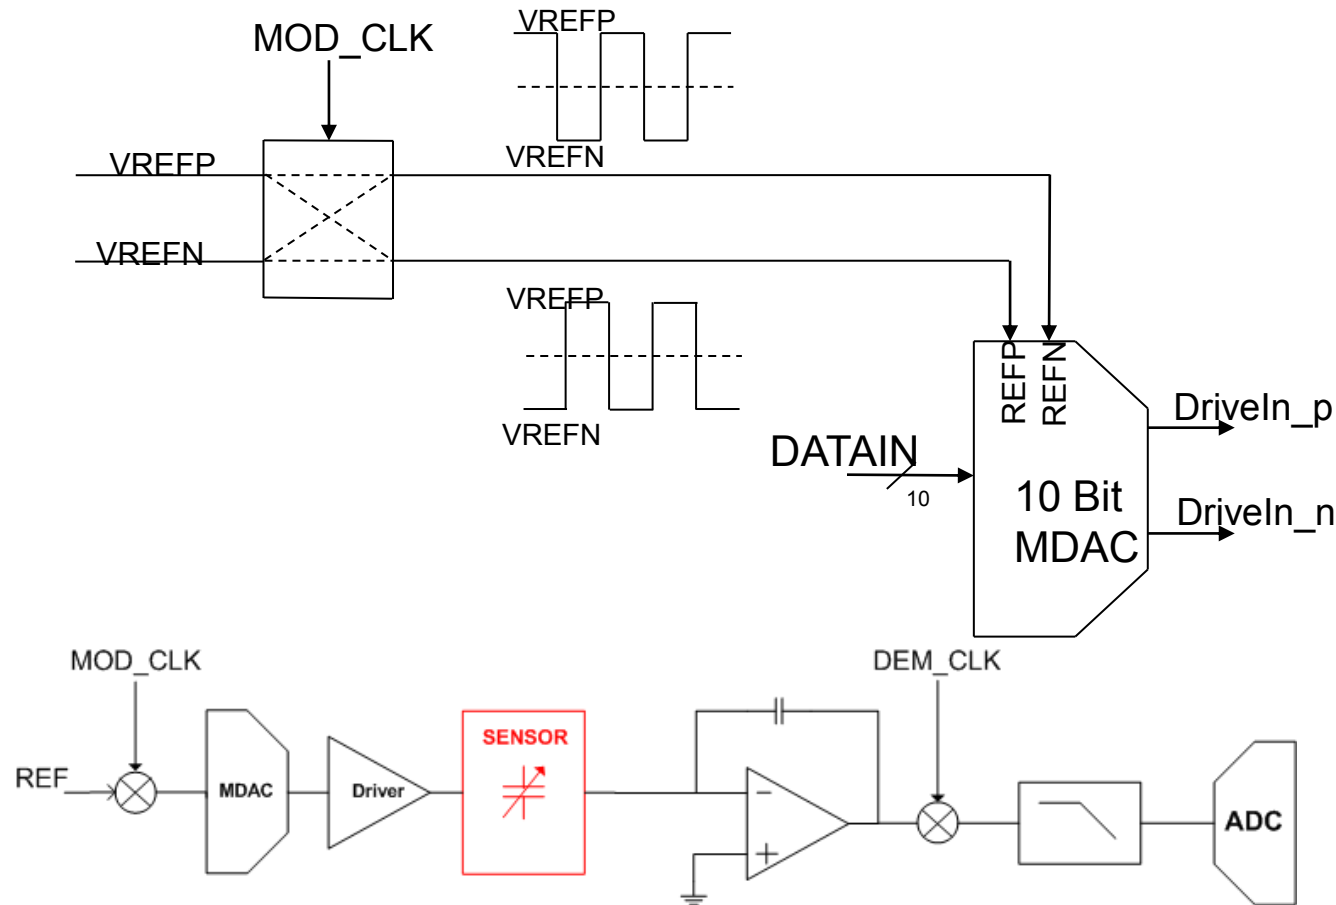 VREFP
MOD_CLK
VREFP
VREFN
VREFN
VREFP
VREFN
REFP
REFN
DriveIn_p
DATAIN
10
10 Bit
MDAC
DriveIn_n
MOD_CLK
DEM_CLK
SENSOR
REF
MDAC
Driver
ADC